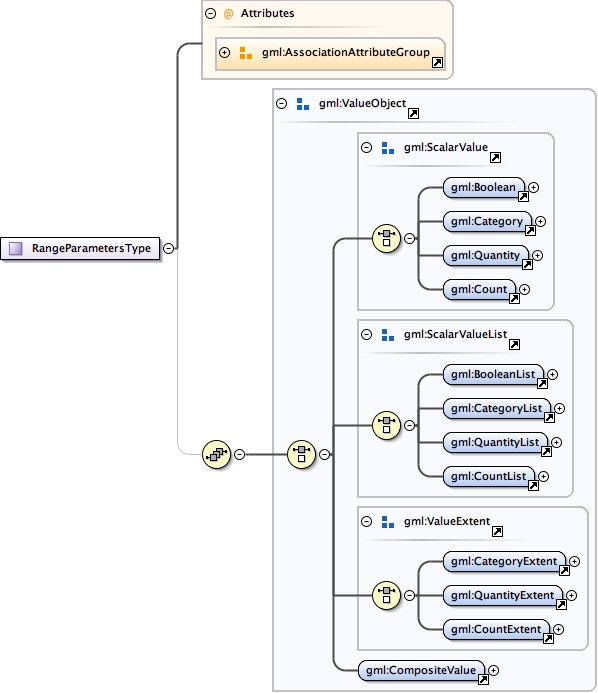 @ Attributes
gml:AssociationAttributeGroup
gml:ValueObject
gml:ScalarValue
gml:Boolean
gml:Category
RangeParametersType
gml:Quantity
gml:Count
gml:ScalarValueList
gml:BooleanList
gml:CategoryList
gml:QuantityList
gml:CountList
gml:ValueExtent
gml:CategoryExtent
gml:QuantityExtent
gml:CountExtent
gml:CompositeValue